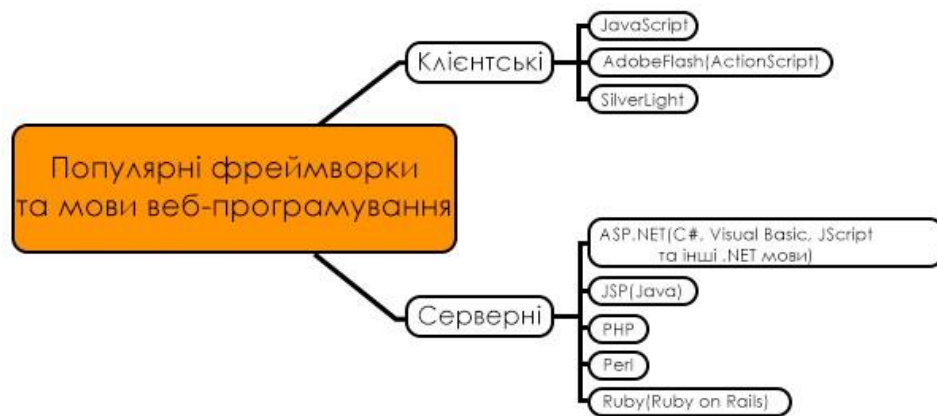 Популярні фреймворки
та мови веб-програмування
Клієнтські
JavaScript
AdobeFlash(ActionScript)
SilverLight
Серверні
ASP.NET(C#, Visual Basic, JScript
та інші .NET мови)
JSP(Java)
PHP
Perl
Ruby(Ruby on Rails)